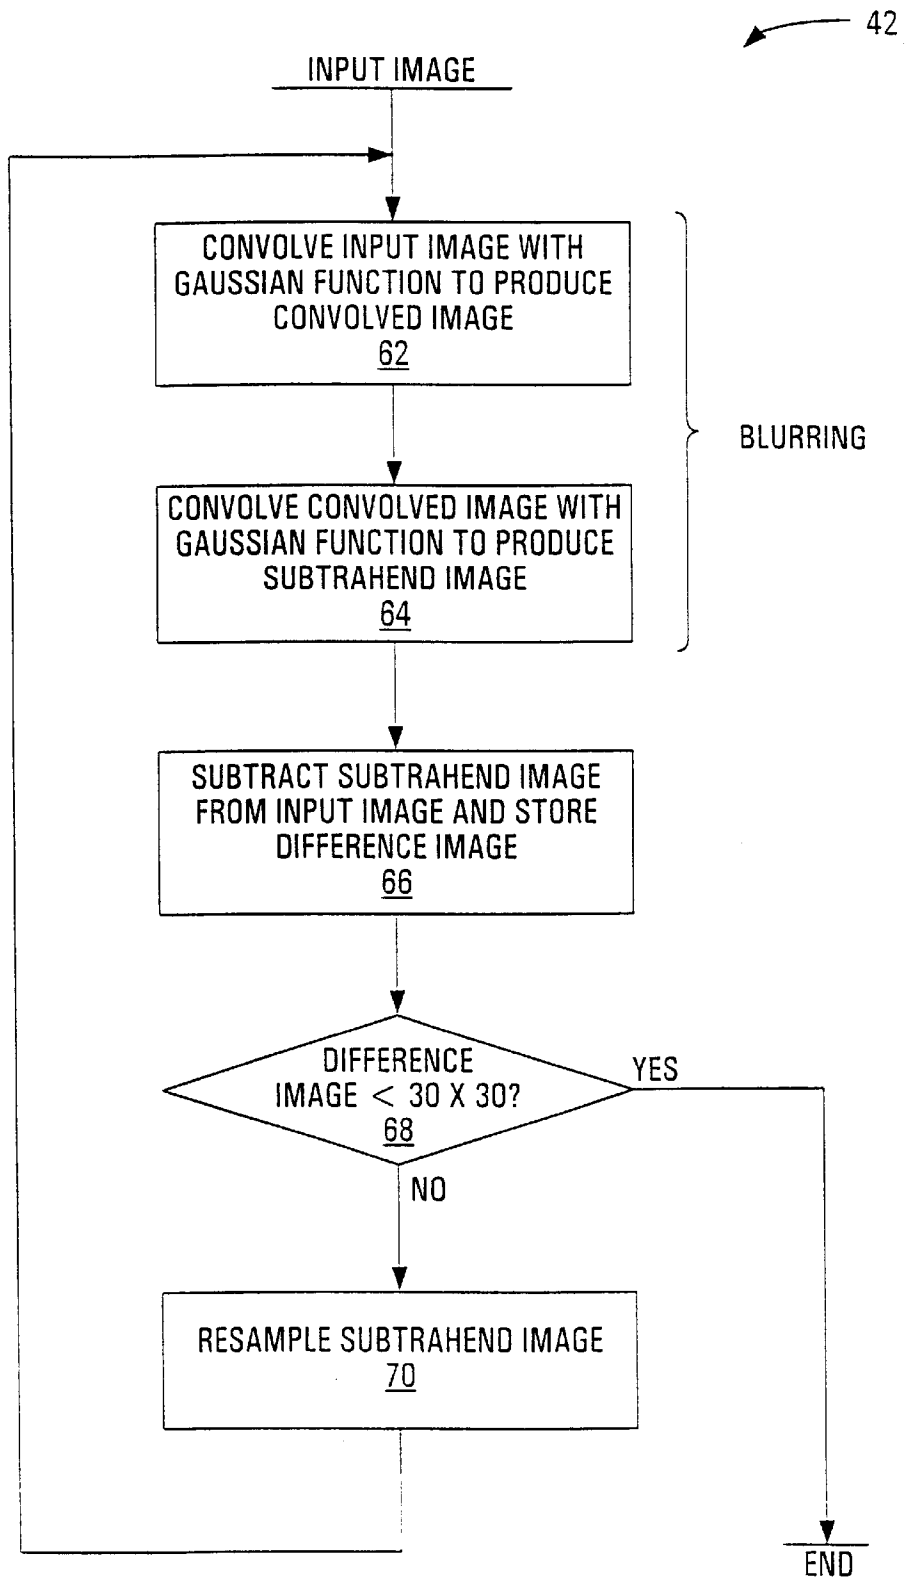 42
INPUT IMAGE
CONVOLVE INPUT IMAGE WITH
GAUSSIAN FUNCTION TO PRODUCE
CONVOLVED IMAGE
62
BLURRING
CONVOLVE CONVOLVED IMAGE WITH
GAUSSIAN FUNCTION TO PRODUCE
SUBTRAHEND IMAGE
64
SUBTRACT SUBTRAHEND IMAGE
FROM INPUT IMAGE AND STORE
DIFFERENCE IMAGE
66
DIFFERENCE
IMAGE < 30 X 30?
68
YES
NO
RESAMPLE SUBTRAHEND IMAGE
70
END